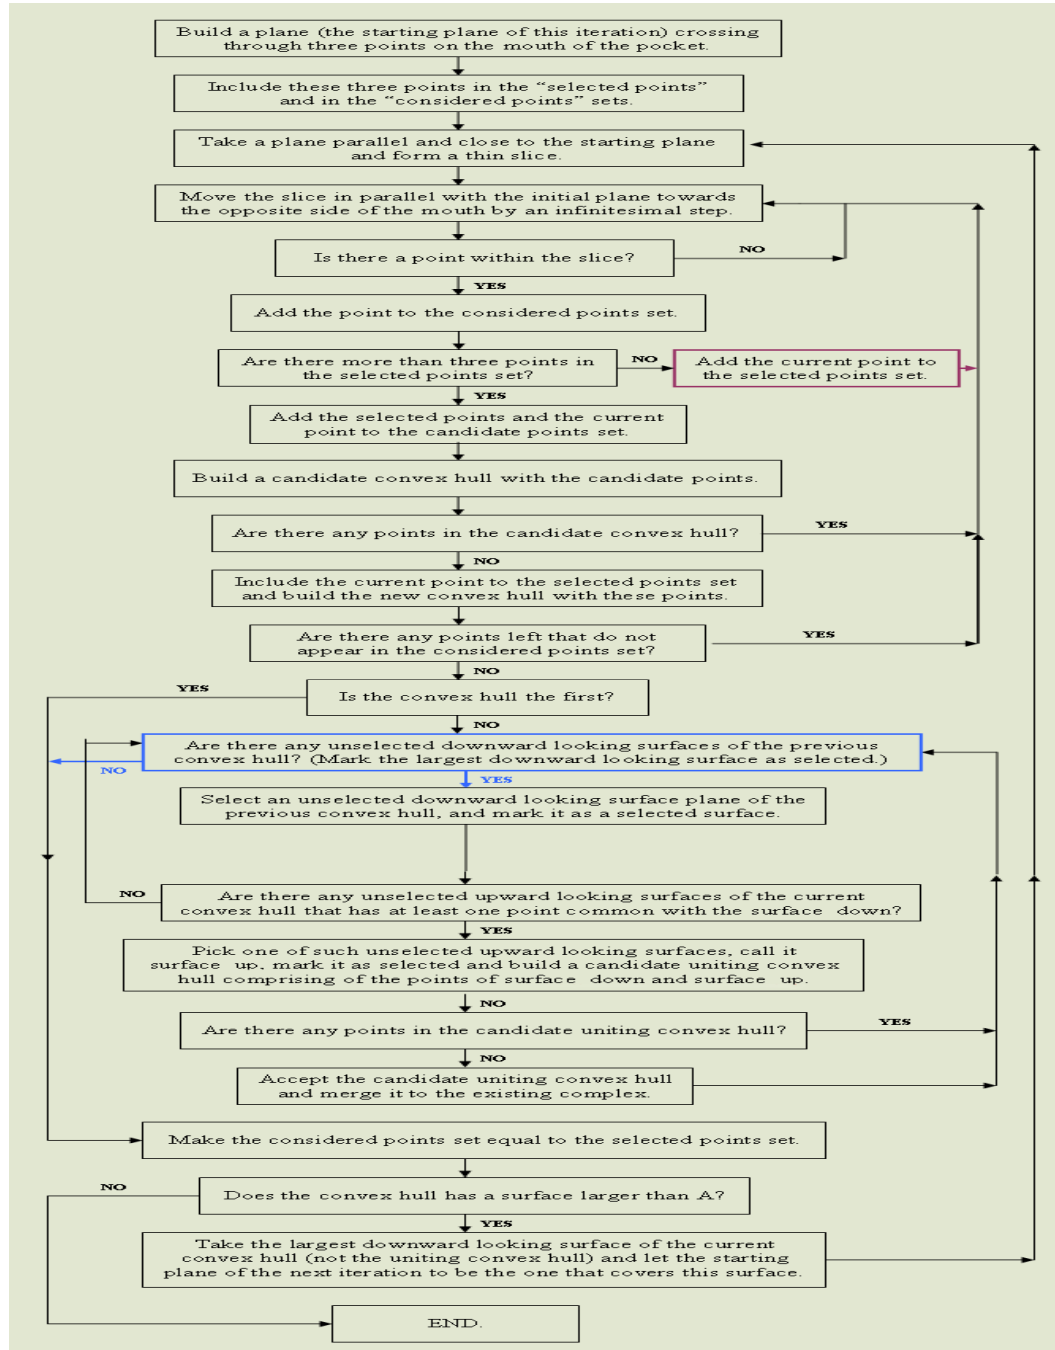 Build a plane (the starting plane of this iteration) crossing
through three points on the mouth of the pocket.
Include these three points in the “selected points”
and in the “considered points” sets.
Take a plane parallel and close to the starting plane
and form a thin slice.
Move the slice in parallel with the initial plane towards
the opposite side of the mouth by an infinitesimal step.
Is there a point within the slice?
NO
YES
Add the point to the considered points set.
Are there more than three points in
the selected points set?
NO
Add the current point to
the selected points set.
YES
Add the selected points and the current
point to the candidate points set.
Build a candidate convex hull with the candidate points.
Are there any points in the candidate convex hull?
YES
NO
Include the current point to the selected points set
and build the new convex hull with these points.
Are there any points left that do not
appear in the considered points set?
YES
NO
Is the convex hull the first?
YES
NO
Are there any unselected downward looking surfaces of the previous
convex hull? (Mark the largest downward looking surface as selected.)
NO
YES
Select an unselected downward looking surface plane of the
previous convex hull, and mark it as a selected surface.
Are there any unselected upward looking surfaces of the current
convex hull that has at least one point common with the surface down?
NO
YES
Pick one of such unselected upward looking surfaces, call it
surface up, mark it as selected and build a candidate uniting convex
hull comprising of the points of surface down and surface up.
NO
Are there any points in the candidate uniting convex hull?
YES
NO
Accept the candidate uniting convex hull
and merge it to the existing complex.
Make the considered points set equal to the selected points set.
Does the convex hull has a surface larger than A?
NO
YES
Take the largest downward looking surface of the current
convex hull (not the uniting convex hull) and let the starting
plane of the next iteration to be the one that covers this surface.
END.